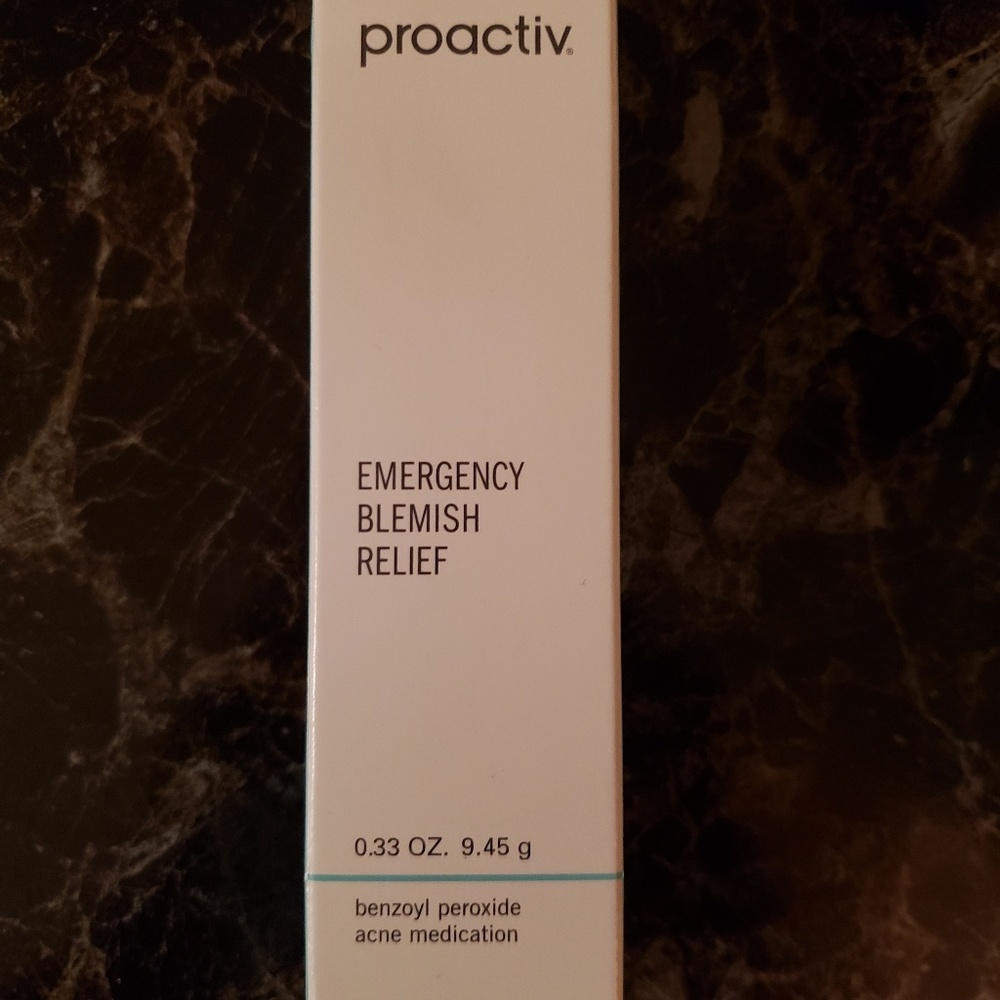 proactiv®
EMERGENCY
BLEMISH
RELIEF
0.33 OZ. 9.45 g
benzoyl peroxide
acne medication